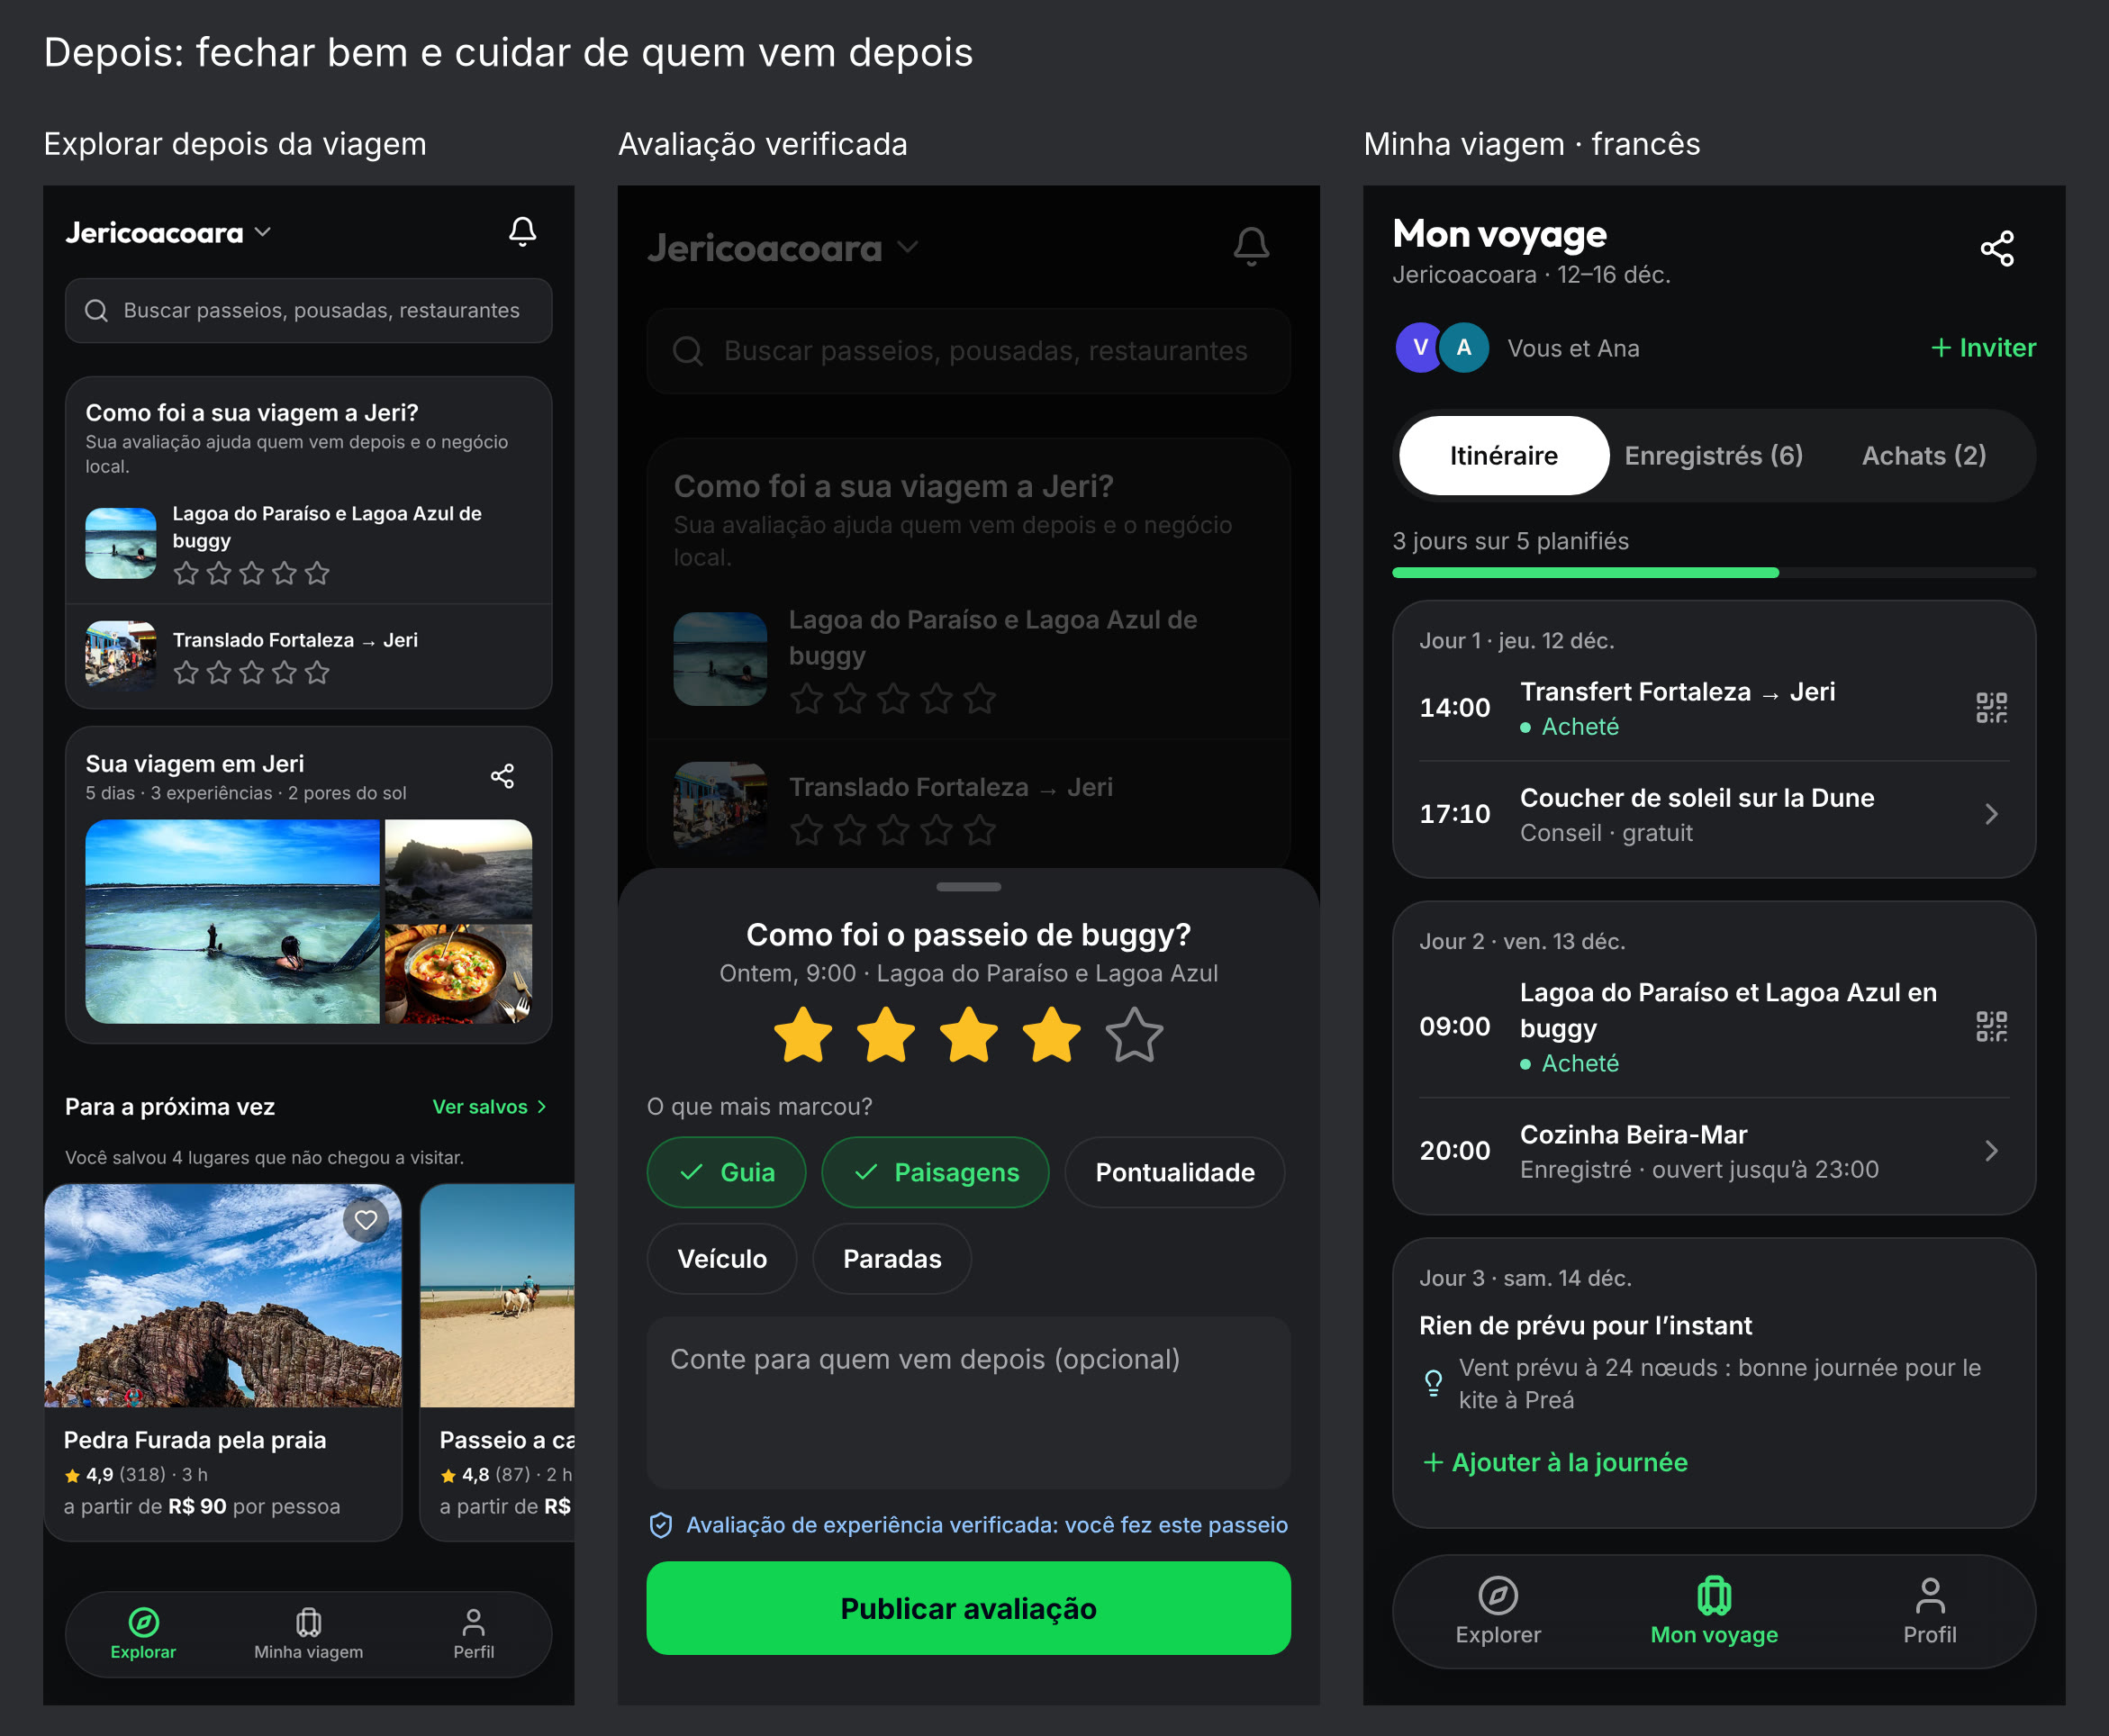 Depois: fechar bem e cuidar de quem vem depois
Explorar depois da viagem
Jericoacoara
Buscar passeios, pousadas, restaurantes
Como foi a sua viagem a Jeri?
Sua avaliação ajuda quem vem depois e o negócio
local.
Lagoa do Paraíso e Lagoa Azul de
buggy
Translado Fortaleza → Jeri
Sua viagem em Jeri
5 dias · 3 experiências · 2 pores do sol
Para a próxima vez
Ver salvos
Você salvou 4 lugares que não chegou a visitar.
Pedra Furada pela praia
4,9 (318) · 3 h
a partir de R$ 90 por pessoa
Passeio a ca
4,8 (87) · 2 h
a partir de R$
Explorar
Minha viagem
Perfil
Avaliação verificada
Jericoacoara
Buscar passeios, pousadas, restaurantes
Como foi a sua viagem a Jeri?
Sua avaliação ajuda quem vem depois e o negócio
local.
Lagoa do Paraíso e Lagoa Azul de
buggy
Translado Fortaleza → Jeri
Como foi o passeio de buggy?
Ontem, 9:00 · Lagoa do Paraíso e Lagoa Azul
O que mais marcou?
Guia
Paisagens
Pontualidade
Veículo
Paradas
Conte para quem vem depois (opcional)
Avaliação de experiência verificada: você fez este passeio
Publicar avaliação
Minha viagem · francês
Mon voyage
Jericoacoara · 12–16 déc.
V
A
Vous et Ana
+ Inviter
Itinéraire
Enregistrés (6)
Achats (2)
3 jours sur 5 planifiés
Jour 1 · jeu. 12 déc.
14:00
Transfert Fortaleza → Jeri
Acheté
17:10
Coucher de soleil sur la Dune
Conseil · gratuit
Jour 2 · ven. 13 déc.
09:00
Lagoa do Paraíso et Lagoa Azul en
buggy
Acheté
20:00
Cozinha Beira-Mar
Enregistré · ouvert jusqu’à 23:00
Jour 3 · sam. 14 déc.
Rien de prévu pour l’instant
Vent prévu à 24 nœuds : bonne journée pour le
kite à Preá
+ Ajouter à la journée
Explorer
Mon voyage
Profil